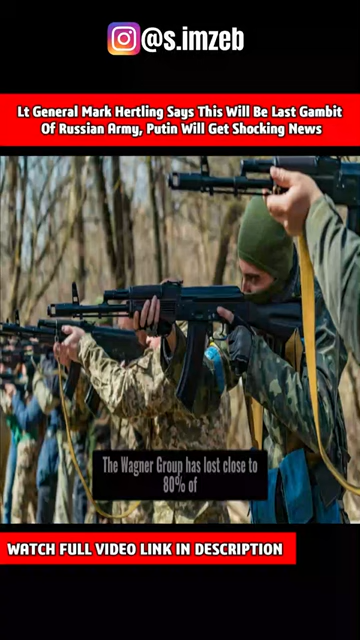 @s.imzeb
Lt General Mark Hertling Says This Will Be Last Gambit
Of Russian Army, Putin Will Get Shocking News
The Wagner Group has lost close to
80% of
WATCH FULL VIDEO LINK IN DESCRIPTION